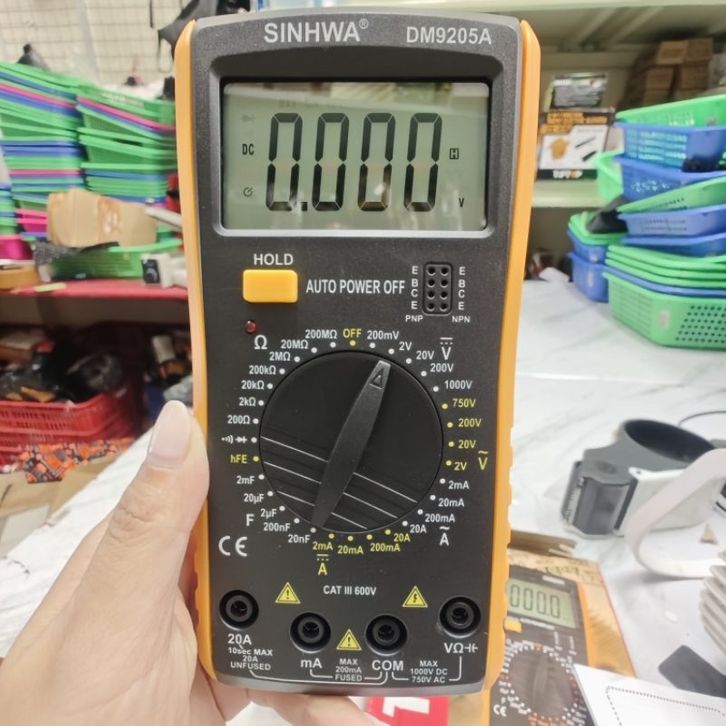 SINHWA® DM9205A
DC 0.000 H V
HOLD
AUTO POWER OFF
E E
B B
C C
E E
PNP NPN
Ω
OFF
200mV
2V
20V
200V
1000V
V
750V
200V
20V
2V
V
2mA
20mA
200mA
20A
A
20A
200mA
20mA
2mA
A
20nF
200nF
2μF
20μF
2mF
F
hFE
200Ω
2kΩ
20kΩ
200kΩ
2MΩ
20MΩ
200MΩ
CE
CAT III 600V
20A
10sec MAX
20A
UNFUSED
mA
MAX
200mA
FUSED
COM
MAX
1000V DC
750V AC
VΩ
000.0